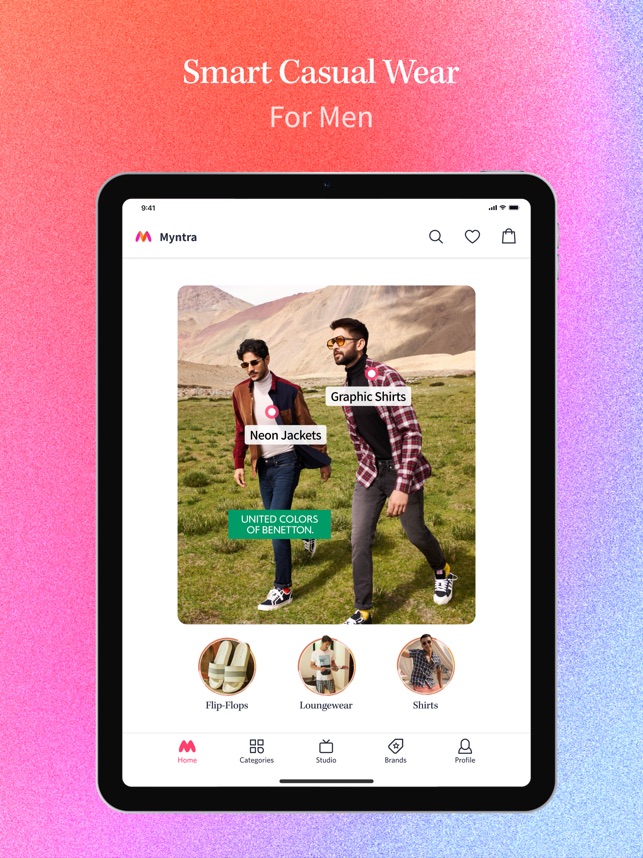 Smart Casual Wear
For Men
9:41
Myntra
Graphic Shirts
Neon Jackets
UNITED COLORS
OF BENETTON.
Flip-Flops
Loungewear
Shirts
Home
Categories
Studio
Brands
Profile